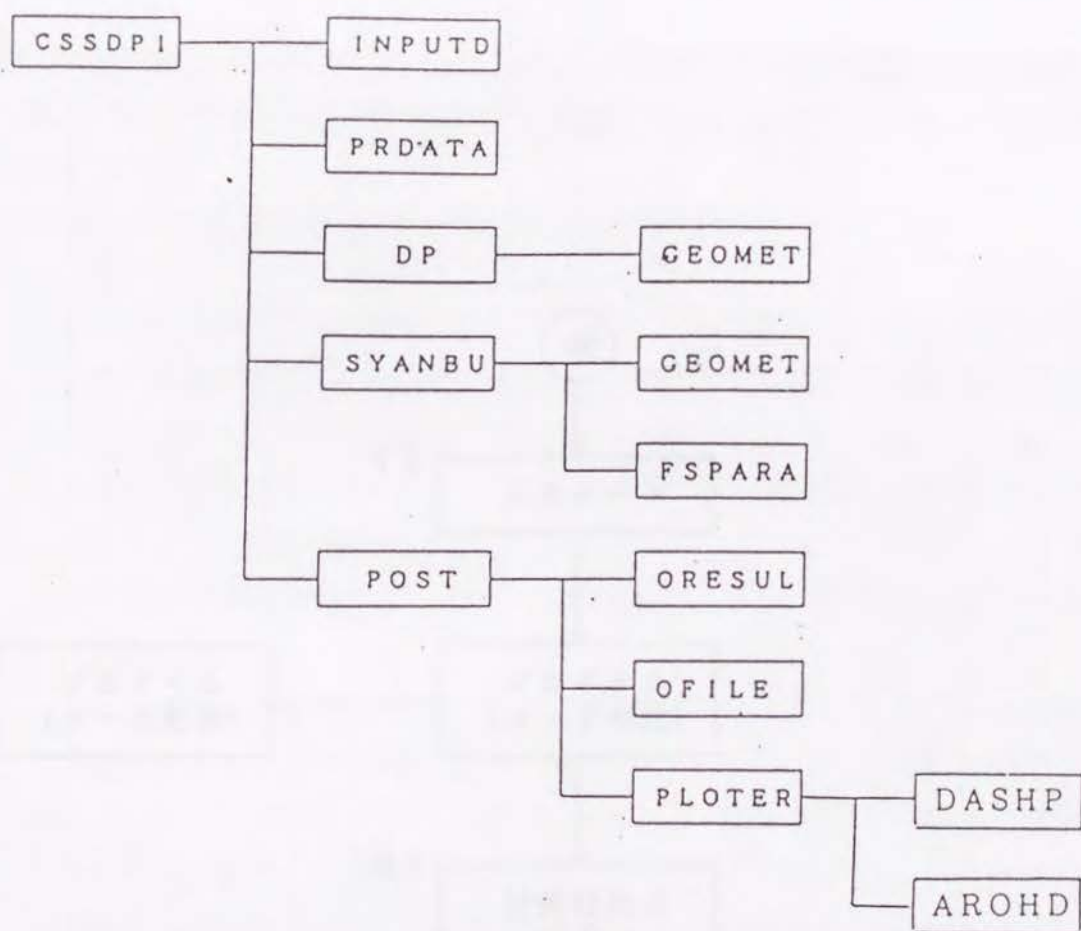 CSSDPI
INPUTD
PRDATA
DP
GEOMET
SYANBU
GEOMET
FSPARA
POST
ORESUL
OFILE
PLOTER
DASHP
AROHD